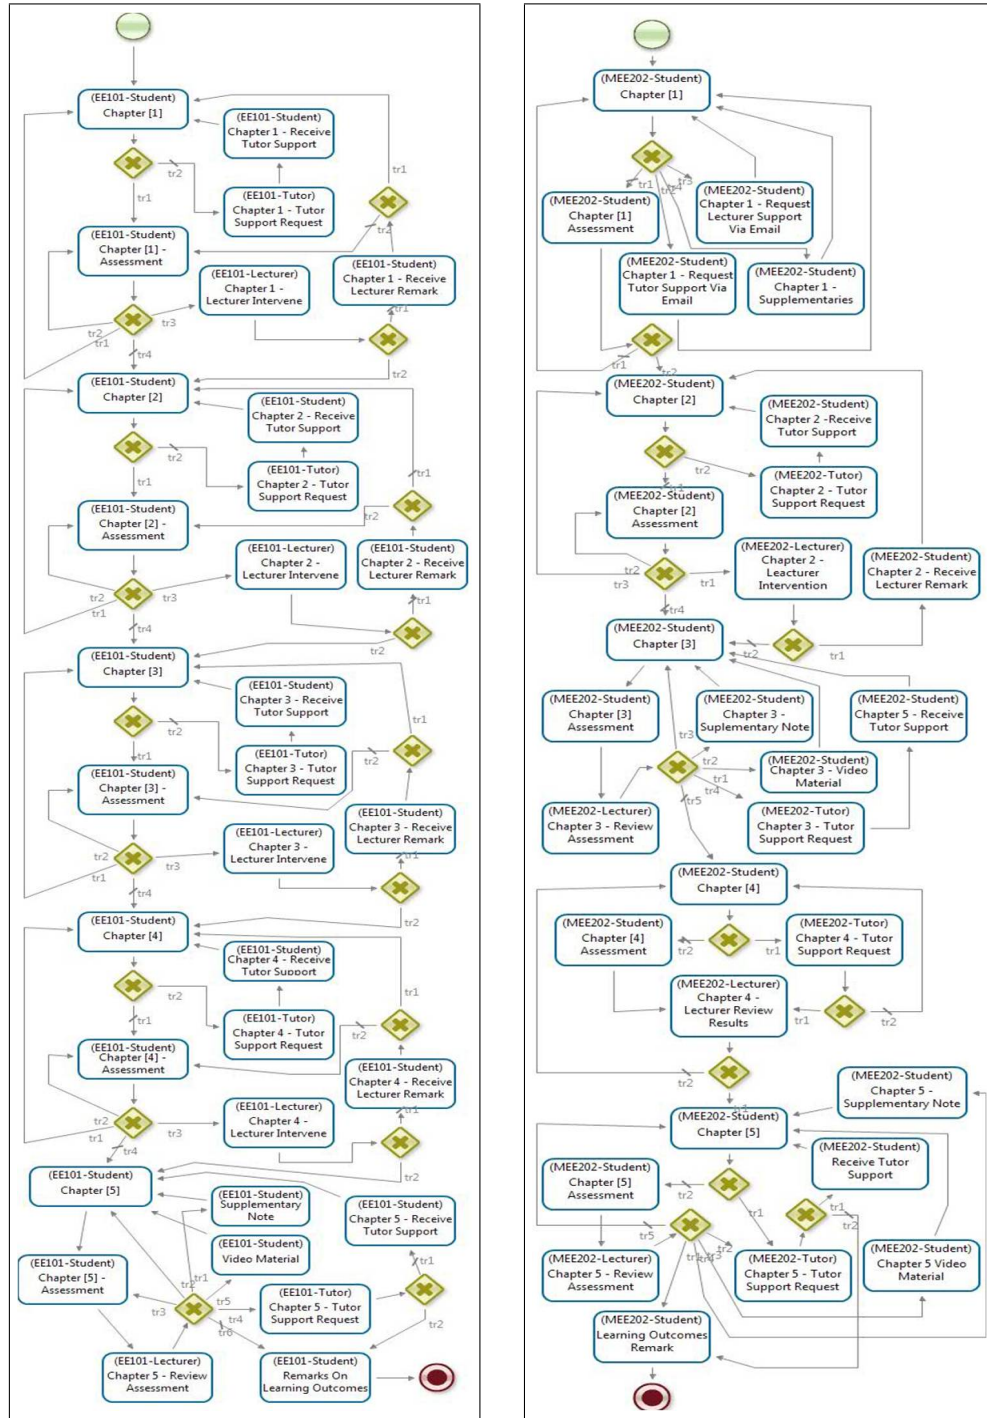 (EE101-Student)
Chapter [1]
(EE101-Student)
Chapter 1 - Receive
Tutor Support
tr1
tr2
tr1
(EE101-Tutor)
Chapter 1 - Tutor
Support Request
tr2
(EE101-Student)
Chapter [1] -
Assessment
(EE101-Lecturer)
Chapter 1 -
Lecturer Intervene
(EE101-Student)
Chapter 1 - Receive
Lecturer Remark
tr1
tr2
tr3
tr1
tr4
tr2
(EE101-Student)
Chapter [2]
(EE101-Student)
Chapter 2 - Receive
Tutor Support
tr2
tr1
(EE101-Tutor)
Chapter 2 - Tutor
Support Request
tr1
tr2
(EE101-Student)
Chapter [2] -
Assessment
(EE101-Lecturer)
Chapter 2 -
Lecturer Intervene
(EE101-Student)
Chapter 2 - Receive
Lecturer Remark
tr2
tr3
tr1
tr1
tr4
tr2
(EE101-Student)
Chapter [3]
(EE101-Student)
Chapter 3 - Receive
Tutor Support
tr1
tr2
tr1
(EE101-Tutor)
Chapter 3 - Tutor
Support Request
tr2
(EE101-Student)
Chapter [3] -
Assessment
(EE101-Student)
Chapter 3 - Receive
Lecturer Remark
(EE101-Lecturer)
Chapter 3 -
Lecturer Intervene
tr2
tr3
tr1
tr1
tr4
tr2
(EE101-Student)
Chapter [4]
(EE101-Student)
Chapter 4 - Receive
Tutor Support
tr2
tr1
tr1
(EE101-Tutor)
Chapter 4 - Tutor
Support Request
tr2
(EE101-Student)
Chapter [4] -
Assessment
(EE101-Student)
Chapter 4 - Receive
Lecturer Remark
(EE101-Lecturer)
Chapter 4 -
Lecturer Intervene
tr2
tr3
tr1
tr1
tr4
tr2
(EE101-Student)
Chapter [5]
(EE101-Student)
Supplementary
Note
(EE101-Student)
Chapter 5 - Receive
Tutor Support
(EE101-Student)
Video Material
(EE101-Student)
Chapter [5] -
Assessment
tr2
tr1
tr1
tr3
tr5
tr4
tr6
(EE101-Tutor)
Chapter 5 - Tutor
Support Request
tr2
(EE101-Lecturer)
Chapter 5 - Review
Assessment
(EE101-Student)
Remarks On
Learning Outcomes
(MEE202-Student)
Chapter [1]
tr1
tr2
tr4
tr3
(MEE202-Student)
Chapter [1]
Assessment
(MEE202-Student)
Chapter 1 - Request
Lecturer Support
Via Email
(MEE202-Student)
Chapter 1 - Request
Tutor Support Via
Email
(MEE202-Student)
Chapter 1 -
Supplementaries
tr1
tr2
(MEE202-Student)
Chapter [2]
(MEE202-Student)
Chapter 2 -Receive
Tutor Support
tr2
tr1
(MEE202-Tutor)
Chapter 2 - Tutor
Support Request
(MEE202-Student)
Chapter [2]
Assessment
(MEE202-Lecturer)
Chapter 2 -
Leacturer
Intervention
(MEE202-Student)
Chapter 2 - Receive
Lecturer Remark
tr2
tr3
tr1
tr4
(MEE202-Student)
Chapter [3]
tr2
tr1
(MEE202-Student)
Chapter [3]
Assessment
(MEE202-Student)
Chapter 3 -
Suplementary Note
(MEE202-Student)
Chapter 5 - Receive
Tutor Support
tr3
tr2
tr1
tr4
tr5
(MEE202-Student)
Chapter 3 - Video
Material
(MEE202-Lecturer)
Chapter 3 - Review
Assessment
(MEE202-Tutor)
Chapter 3 - Tutor
Support Request
(MEE202-Student)
Chapter [4]
(MEE202-Student)
Chapter [4]
Assessment
tr2
tr1
(MEE202-Tutor)
Chapter 4 - Tutor
Support Request
(MEE202-Lecturer)
Chapter 4 -
Lecturer Review
Results
tr1
tr2
tr2
tr1
(MEE202-Student)
Chapter 5 -
Supplementary Note
(MEE202-Student)
Chapter [5]
(MEE202-Student)
Receive Tutor
Support
(MEE202-Student)
Chapter [5]
Assessment
tr2
tr1
tr1
tr2
tr5
tr1
tr4
tr3
tr2
(MEE202-Lecturer)
Chapter 5 - Review
Assessment
(MEE202-Tutor)
Chapter 5 - Tutor
Support Request
(MEE202-Student)
Chapter 5 Video
Material
(MEE202-Student)
Learning Outcomes
Remark